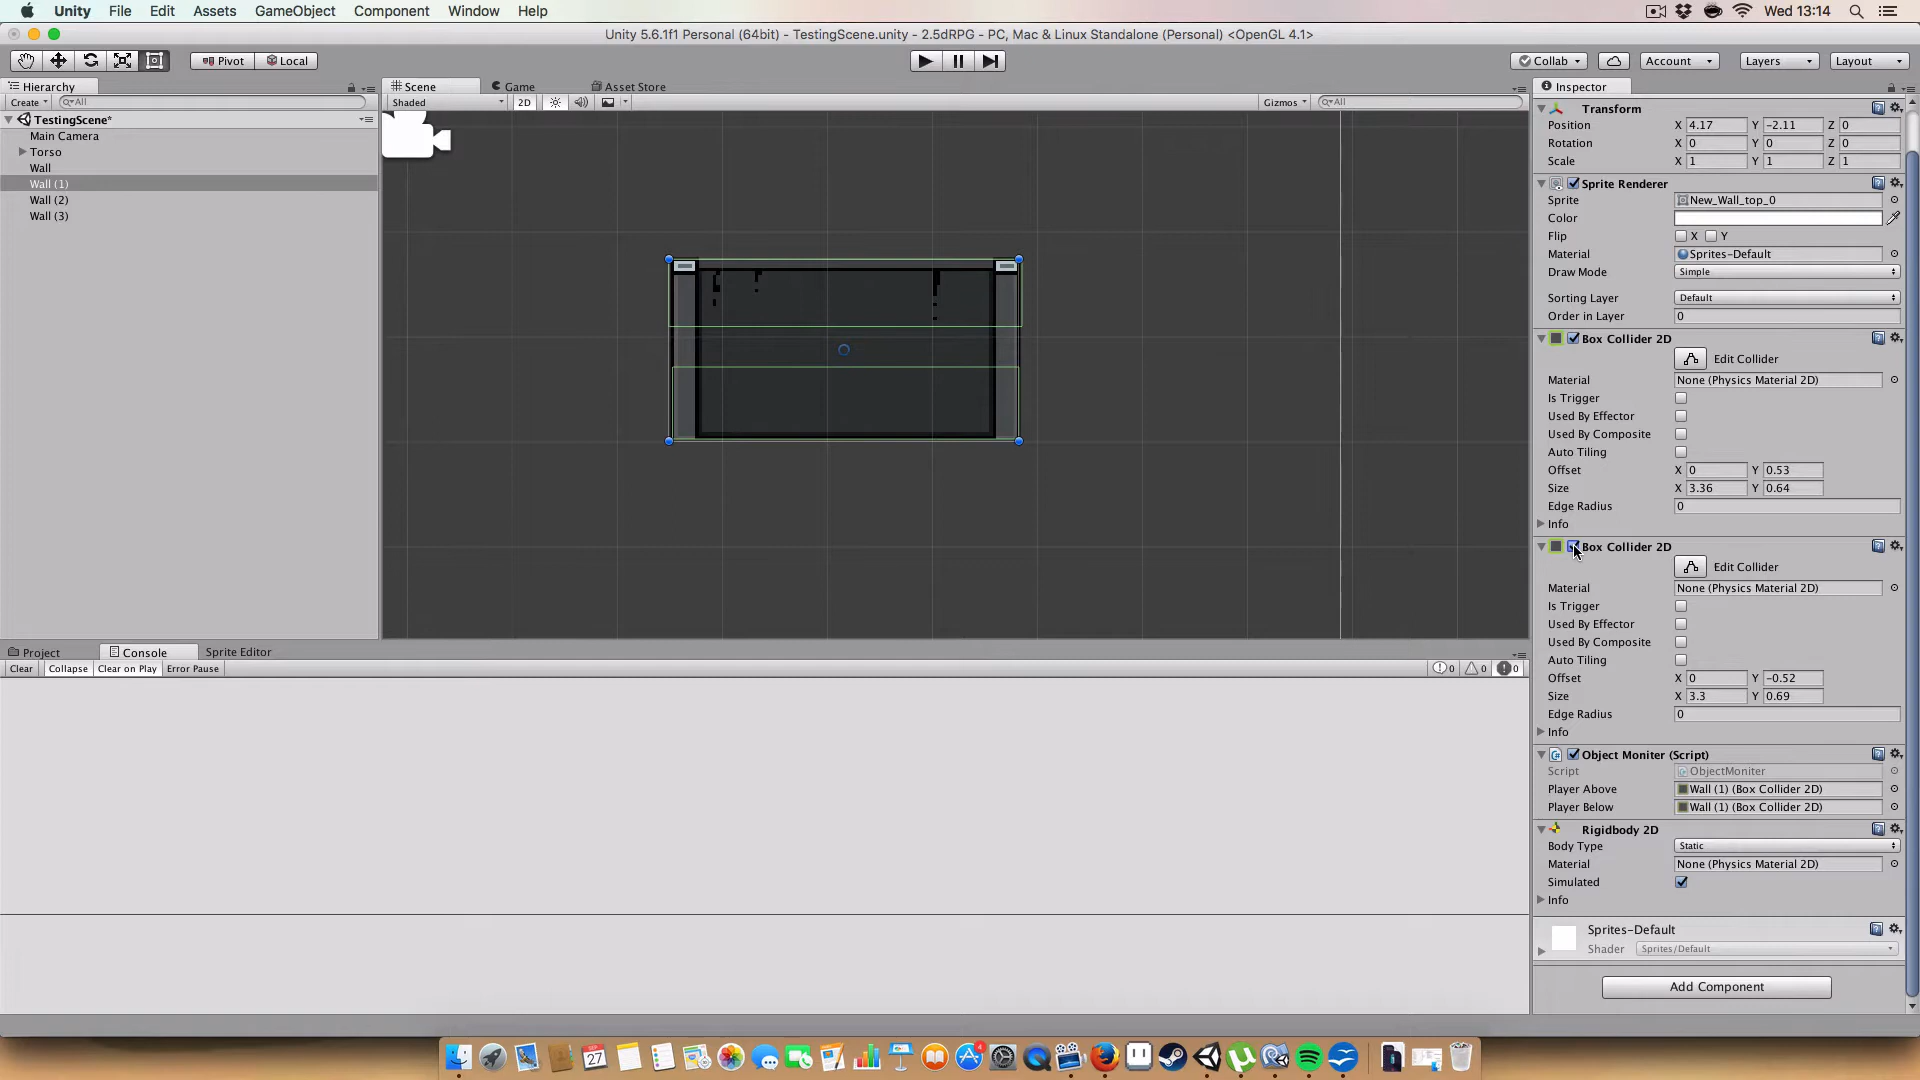 Unity File Edit Assets GameObject Component Window Help Wed 13:14
Unity 5.6.1f1 Personal (64bit) - TestingScene.unity - 2.5dRPG - PC, Mac & Linux Standalone (Personal) <OpenGL 4.1>
Pivot Local Collab Account Layers Layout
Hierarchy Scene Game Asset Store Inspector
Create All Shaded 2D Gizmos All
TestingScene*
Main Camera
Torso
Wall
Wall (1)
Wall (2)
Wall (3)
Transform
Position X 4.17 Y -2.11 Z 0
Rotation X 0 Y 0 Z 0
Scale X 1 Y 1 Z 1
Sprite Renderer
Sprite New_Wall_top_0
Color
Flip X Y
Material Sprites-Default
Draw Mode Simple
Sorting Layer Default
Order in Layer 0
Box Collider 2D
Edit Collider
Material None (Physics Material 2D)
Is Trigger
Used By Effector
Used By Composite
Auto Tiling
Offset X 0 Y 0.53
Size X 3.36 Y 0.64
Edge Radius 0
Info
Box Collider 2D
Edit Collider
Material None (Physics Material 2D)
Is Trigger
Used By Effector
Used By Composite
Auto Tiling
Offset X 0 Y -0.52
Size X 3.3 Y 0.69
Edge Radius 0
Info
Object Moniter (Script)
Script ObjectMoniter
Player Above Wall (1) (Box Collider 2D)
Player Below Wall (1) (Box Collider 2D)
Rigidbody 2D
Body Type Static
Material None (Physics Material 2D)
Simulated
Info
Sprites-Default
Shader Sprites/Default
Add Component
Project Console Sprite Editor
Clear Collapse Clear on Play Error Pause 0 0 0
SEP
27
4